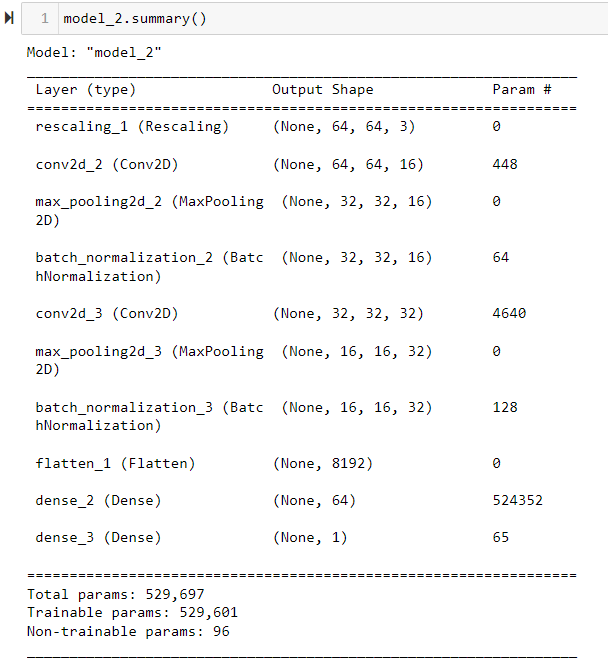 1 model_2.summary()
Model: "model_2"
_________________________________________________________________
Layer (type) Output Shape Param #
=================================================================
rescaling_1 (Rescaling) (None, 64, 64, 3) 0
conv2d_2 (Conv2D) (None, 64, 64, 16) 448
max_pooling2d_2 (MaxPooling (None, 32, 32, 16) 0
2D)
batch_normalization_2 (Batc (None, 32, 32, 16) 64
hNormalization)
conv2d_3 (Conv2D) (None, 32, 32, 32) 4640
max_pooling2d_3 (MaxPooling (None, 16, 16, 32) 0
2D)
batch_normalization_3 (Batc (None, 16, 16, 32) 128
hNormalization)
flatten_1 (Flatten) (None, 8192) 0
dense_2 (Dense) (None, 64) 524352
dense_3 (Dense) (None, 1) 65
=================================================================
Total params: 529,697
Trainable params: 529,601
Non-trainable params: 96
_________________________________________________________________